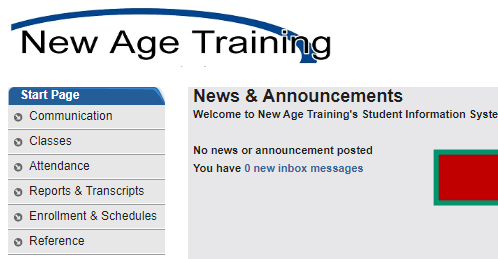 New Age Training
Start Page
Communication
Classes
Attendance
Reports & Transcripts
Enrollment & Schedules
Reference
News & Announcements
Welcome to New Age Training's Student Information
No news or announcement posted
You have 0 new inbox messages